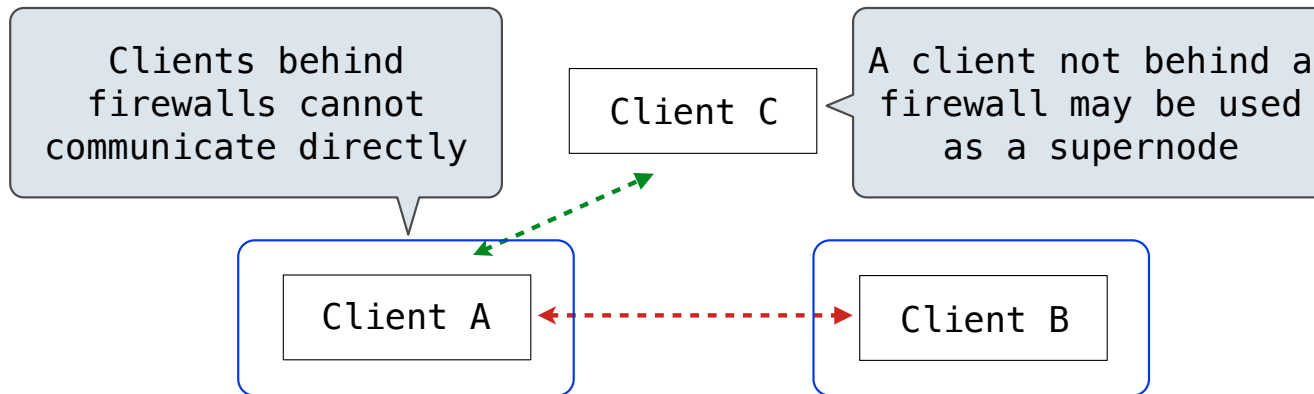 Clients behind
firewalls cannot
communicate directly
Client C
A client not behind a
firewall may be used
as a supernode
Client A
Client B